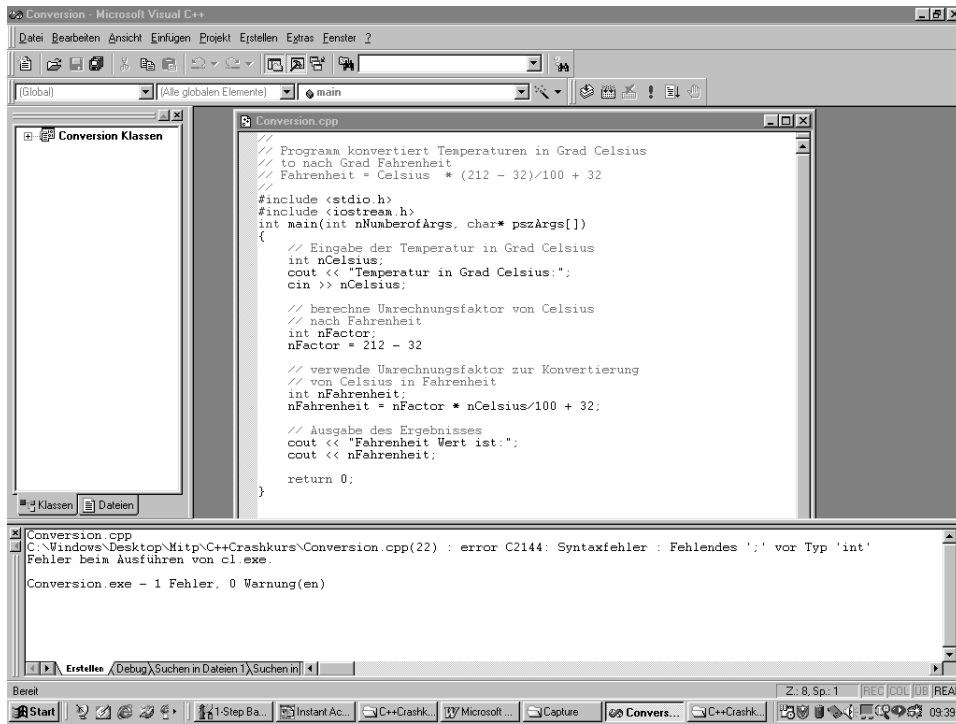 Conversion - Microsoft Visual C++
Datei Bearbeiten Ansicht Einfügen Projekt Erstellen Extras Fenster ?
(Global) (Alle globalen Elemente) main
Conversion Klassen
Klassen Dateien
Conversion.cpp
//
// Programm konvertiert Temperaturen in Grad Celsius
// to nach Grad Fahrenheit
// Fahrenheit = Celsius * (212 - 32)/100 + 32
//
#include <stdio.h>
#include <iostream.h>
int main(int nNumberofArgs, char* pszArgs[])
{
// Eingabe der Temperatur in Grad Celsius
int nCelsius;
cout << "Temperatur in Grad Celsius:";
cin >> nCelsius;
// berechne Umrechnungsfaktor von Celsius
// nach Fahrenheit
int nFactor;
nFactor = 212 - 32
// verwende Umrechnungsfaktor zur Konvertierung
// von Celsius in Fahrenheit
int nFahrenheit;
nFahrenheit = nFactor * nCelsius/100 + 32;
// Ausgabe des Ergebnisses
cout << "Fahrenheit Wert ist:";
cout << nFahrenheit;
return 0;
}
Conversion.cpp
C:\Windows\Desktop\Mitp\C++Crashkurs\Conversion.cpp(22) : error C2144: Syntaxfehler : Fehlendes ';' vor Typ 'int'
Fehler beim Ausführen von cl.exe.
Conversion.exe - 1 Fehler, 0 Warnung(en)
Erstellen Debug Suchen in Dateien 1 Suchen in
Bereit Z.: 8, Sp.: 1 REC COL ÜB REA
Start 1-Step Ba... Instant Ac... C++Crashk... Microsoft ... Capture Convers... C++Crashk... 09:39